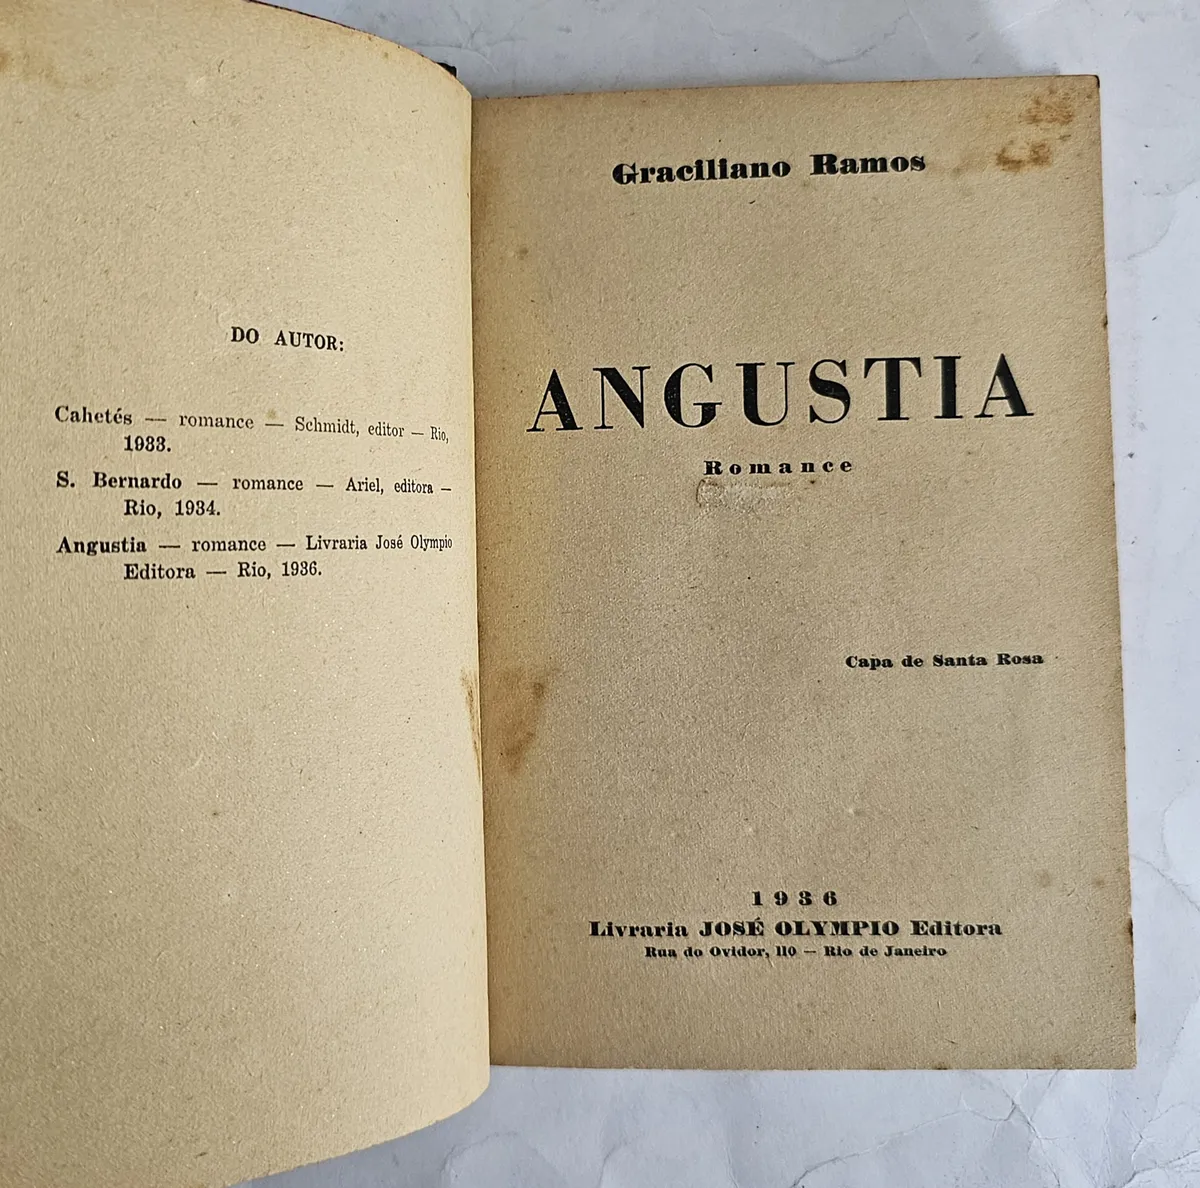 DO AUTOR:
Cahetés — romance — Schmidt, editor — Rio,
1933.
S. Bernardo — romance — Ariel, editora —
Rio, 1934.
Angustia — romance — Livraria José Olympio
Editora — Rio, 1936.
Graciliano Ramos
ANGUSTIA
Romance
Capa de Santa Rosa
1936
Livraria JOSÉ OLYMPIO Editora
Rua do Ovidor, 110 — Rio de Janeiro